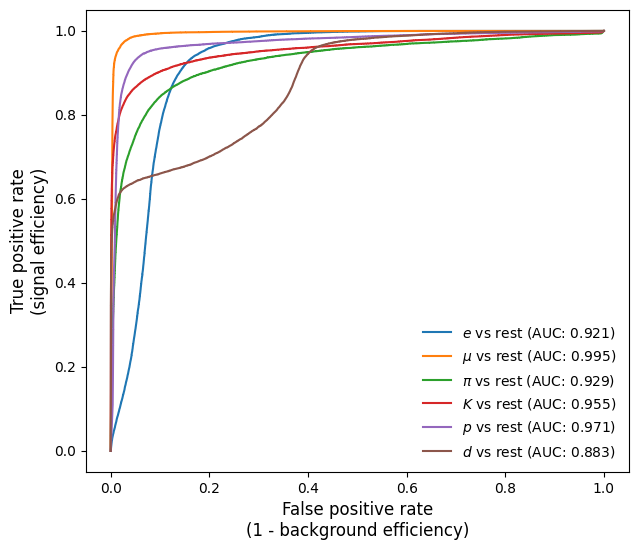 1.0
0.8
0.6
0.4
0.2
0.0
True positive rate
(signal efficiency)
e vs rest (AUC: 0.921)
μ vs rest (AUC: 0.995)
π vs rest (AUC: 0.929)
K vs rest (AUC: 0.955)
p vs rest (AUC: 0.971)
d vs rest (AUC: 0.883)
0.0 0.2 0.4 0.6 0.8 1.0
False positive rate
(1 - background efficiency)